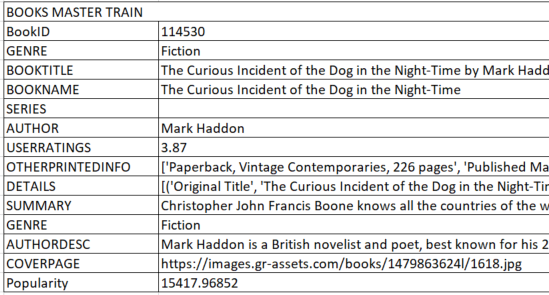 BOOKS MASTER TRAIN
BookID 114530
GENRE Fiction
BOOKTITLE The Curious Incident of the Dog in the Night-Time by Mark Hadd
BOOKNAME The Curious Incident of the Dog in the Night-Time
SERIES
AUTHOR Mark Haddon
USERRATINGS 3.87
OTHERPRINTEDINFO ['Paperback, Vintage Contemporaries, 226 pages', 'Published Ma
DETAILS [('Original Title', 'The Curious Incident of the Dog in the Night-Tir
SUMMARY Christopher John Francis Boone knows all the countries of the w
GENRE Fiction
AUTHORDESC Mark Haddon is a British novelist and poet, best known for his 2
COVERPAGE https://images.gr-assets.com/books/1479863624l/1618.jpg
Popularity 15417.96852